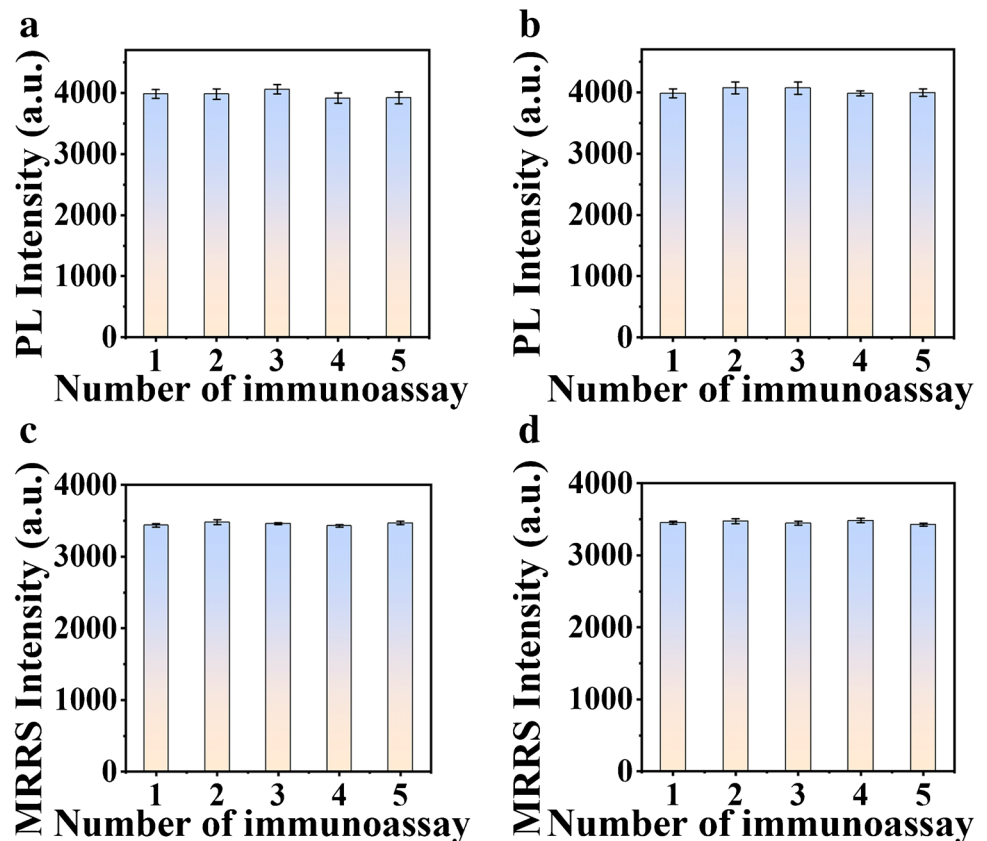 a
PL Intensity (a.u.)
4000
3000
2000
1000
0
1 2 3 4 5
Number of immunoassay
b
PL Intensity (a.u.)
4000
3000
2000
1000
0
1 2 3 4 5
Number of immunoassay
c
MRRS Intensity (a.u.)
4000
3000
2000
1000
0
1 2 3 4 5
Number of immunoassay
d
MRRS Intensity (a.u.)
4000
3000
2000
1000
0
1 2 3 4 5
Number of immunoassay